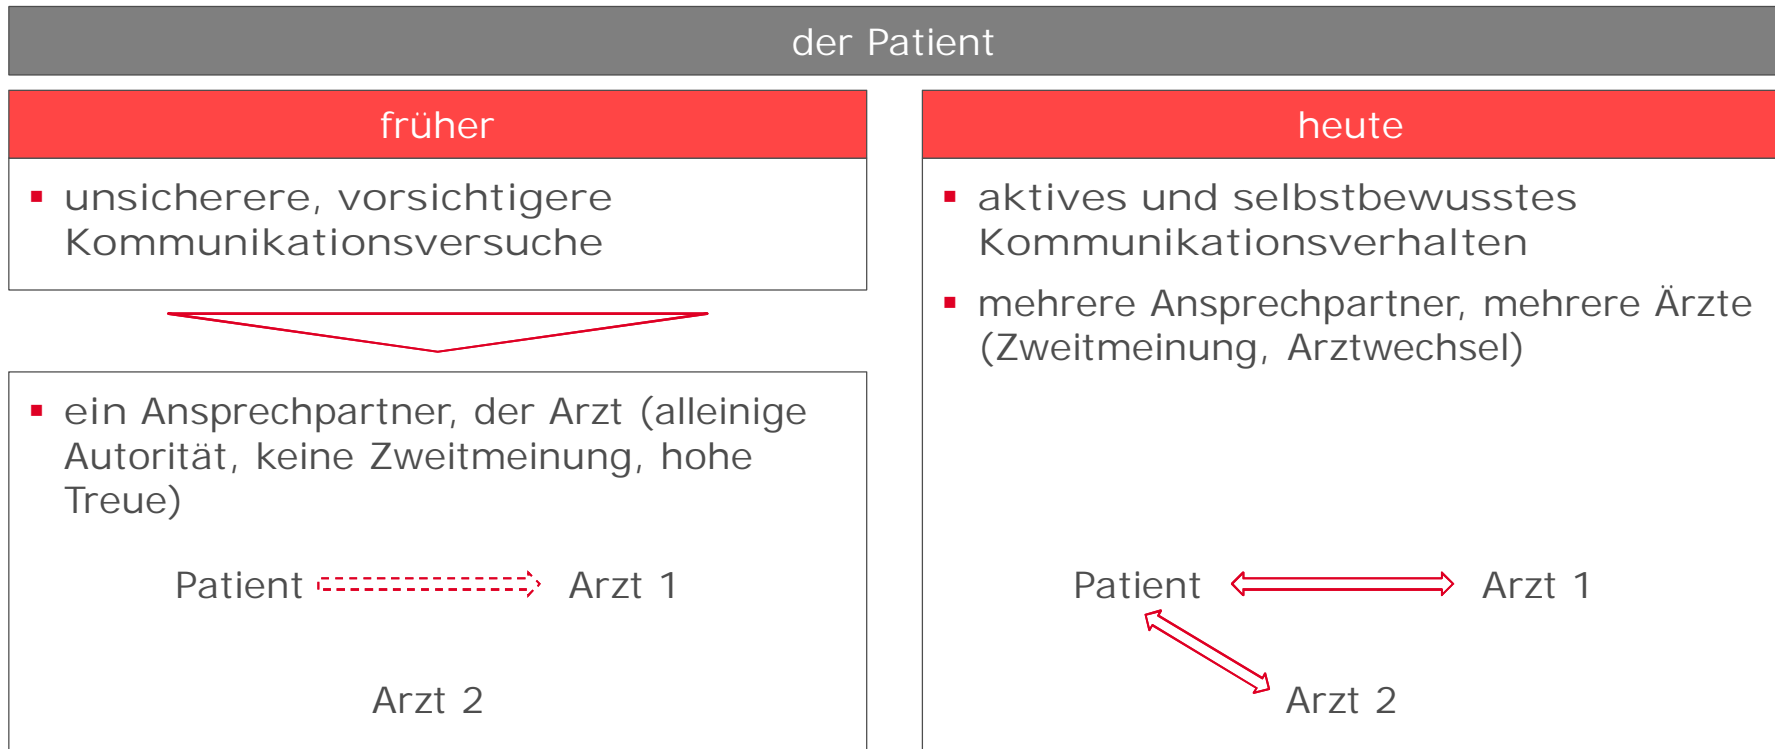 der Patient
früher
▪ unsicherere, vorsichtigere
Kommunikationsversuche
▪ ein Ansprechpartner, der Arzt (alleinige
Autorität, keine Zweitmeinung, hohe
Treue)
Patient Arzt 1
Arzt 2
heute
▪ aktives und selbstbewusstes
Kommunikationsverhalten
▪ mehrere Ansprechpartner, mehrere Ärzte
(Zweitmeinung, Arztwechsel)
Patient Arzt 1
Arzt 2